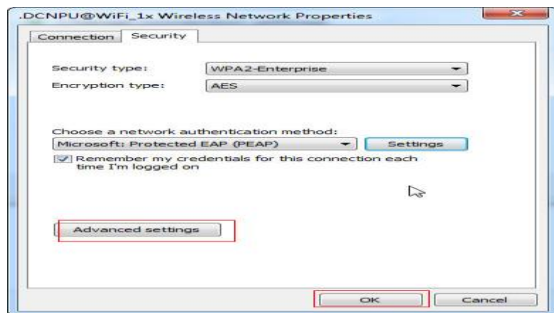 .DCNPU@WiFi_1x Wireless Network Properties
Connection Security
Security type: WPA2-Enterprise
Encryption type: AES
Choose a network authentication method:
Microsoft: Protected EAP (PEAP) Settings
Remember my credentials for this connection each
time I'm logged on
Advanced settings
OK Cancel